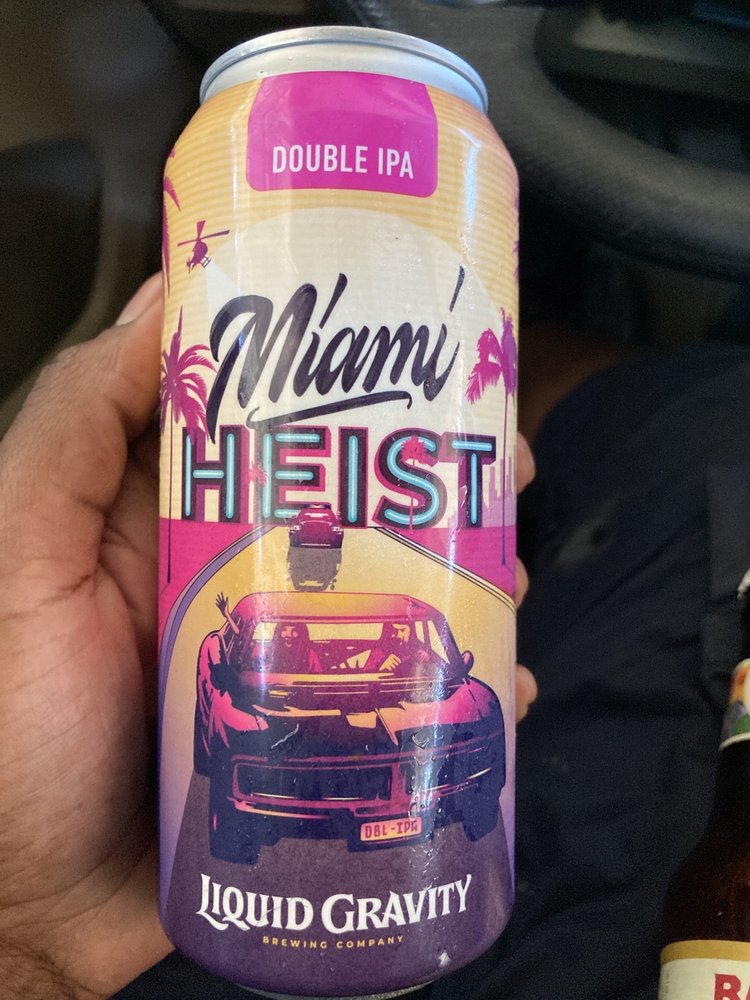 DOUBLE IPA
Miami
HEIST
DBL-IPA
LIQUID GRAVITY
BREWING COMPANY